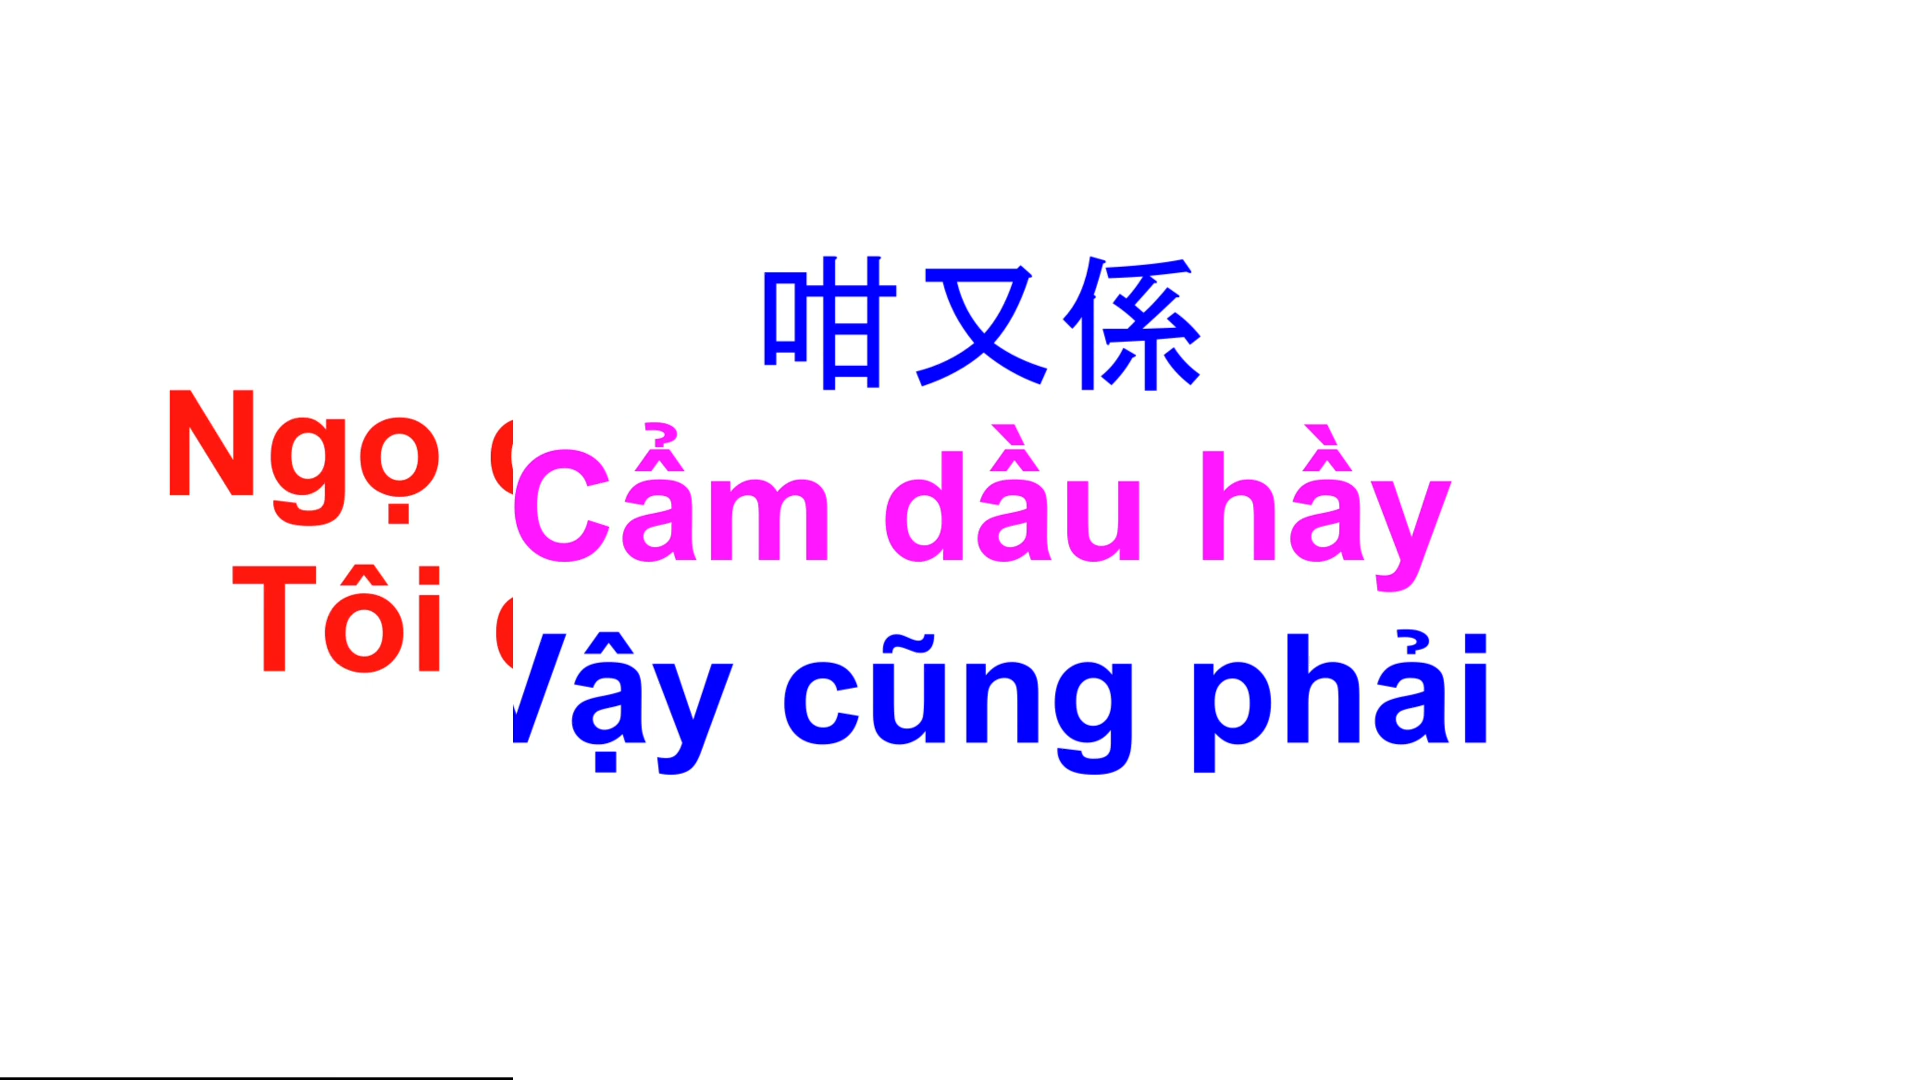 咁又係
Ngọ
Cẩm dầu hầy
Tôi
Vậy cũng phải